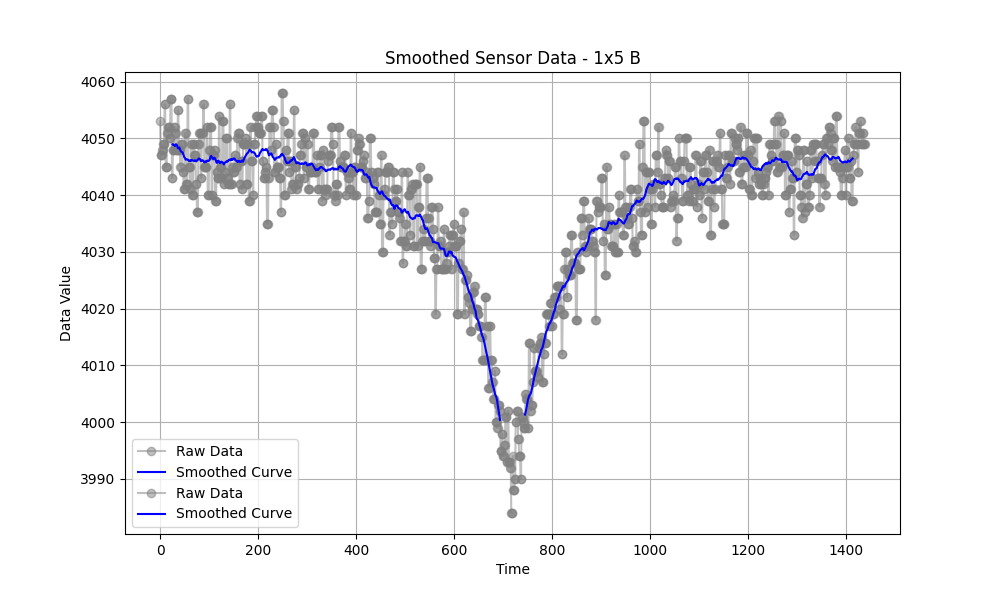 Smoothed Sensor Data - 1x5 B
4060
4050
4040
4030
4020
4010
4000
3990
Data Value
Raw Data
Smoothed Curve
Raw Data
Smoothed Curve
0 200 400 600 800 1000 1200 1400
Time